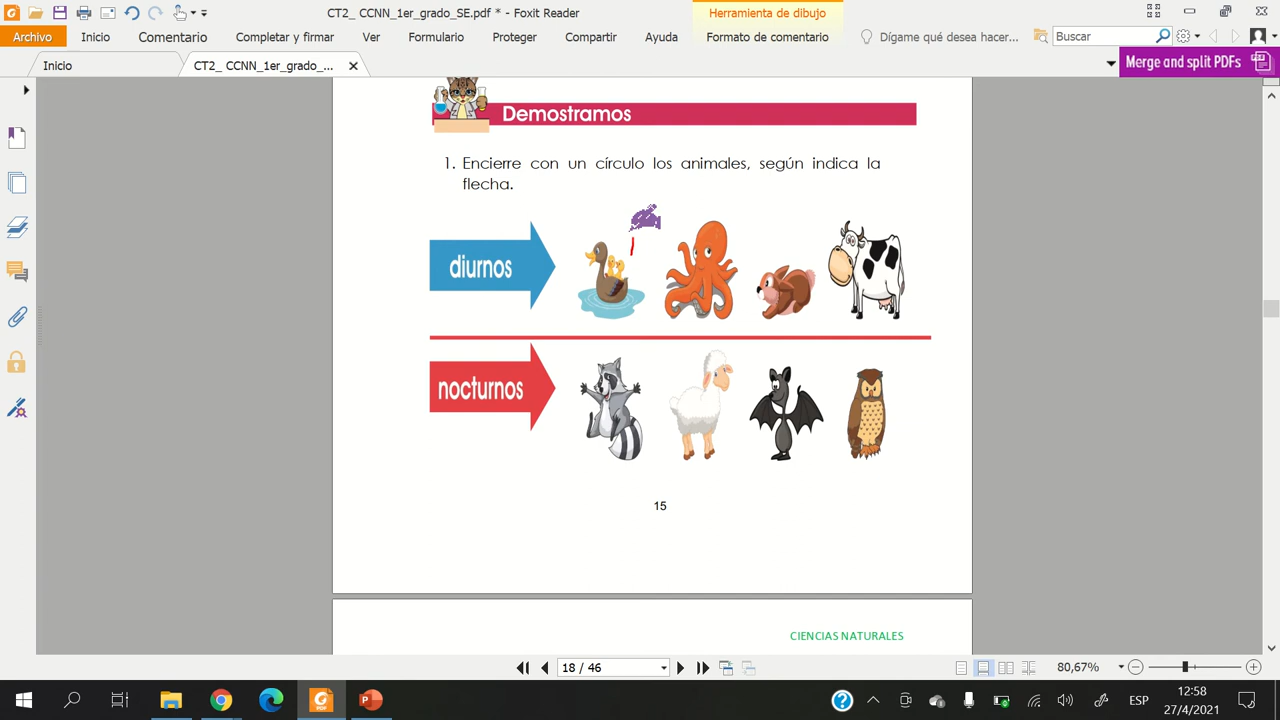 CT2_ CCNN_1er_grado_SE.pdf * - Foxit Reader
Herramienta de dibujo
Archivo Inicio Comentario Completar y firmar Ver Formulario Proteger Compartir Ayuda Formato de comentario Dígame qué desea hacer... Buscar
Inicio CT2_ CCNN_1er_grado_... Merge and split PDFs
Demostramos
1. Encierre con un círculo los animales, según indica la
flecha.
diurnos
nocturnos
15
CIENCIAS NATURALES
18 / 46 80,67%
ESP 12:58
27/4/2021